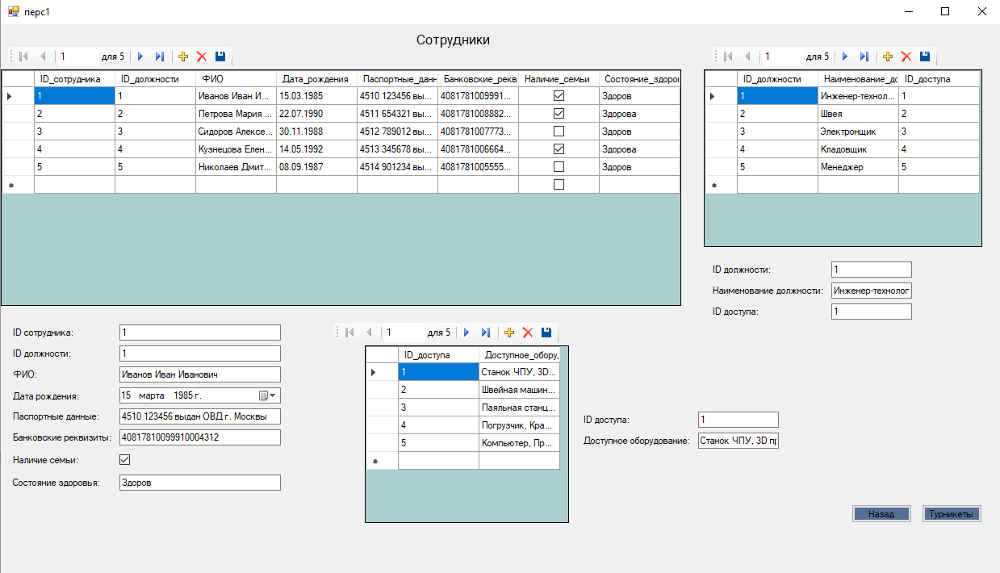 перс1
Сотрудники
1 для 5
1 для 5
ID_сотрудника ID_должности ФИО Дата_рождения Паспортные_данн Банковские_рекви Наличие_семьи Состояние_здоров
1 1 Иванов Иван И... 15.03.1985 4510 123456 вы... 4081781009991... Здоров
2 2 Петрова Мария ... 22.07.1990 4511 654321 вы... 4081781008882... Здорова
3 3 Сидоров Алексе... 30.11.1988 4512 789012 вы... 4081781007773... Здоров
4 4 Кузнецова Елен... 14.05.1992 4513 345678 вы... 4081781006664... Здорова
5 5 Николаев Дмит... 08.09.1987 4514 901234 вы... 4081781005555... Здоров
ID_должности Наименование_дс ID_доступа
1 Инженер-технол... 1
2 Швея 2
3 Электронщик 3
4 Кладовщик 4
5 Менеджер 5
ID должности: 1
Наименование должности: Инженер-технолог
ID доступа: 1
ID сотрудника: 1
ID должности: 1
ФИО: Иванов Иван Иванович
Дата рождения: 15 марта 1985 г.
Паспортные данные: 4510 123456 выдан ОВД г. Москвы
Банковские реквизиты: 40817810099910004312
Наличие семьи:
Состояние здоровья: Здоров
1 для 5
ID_доступа Доступное_обору,
1 Станок ЧПУ, 3D...
2 Швейная машин...
3 Паяльная станц...
4 Погрузчик, Кра...
5 Компьютер, Пр...
ID доступа: 1
Доступное оборудование: Станок ЧПУ, 3D пр
Назад Турникеты